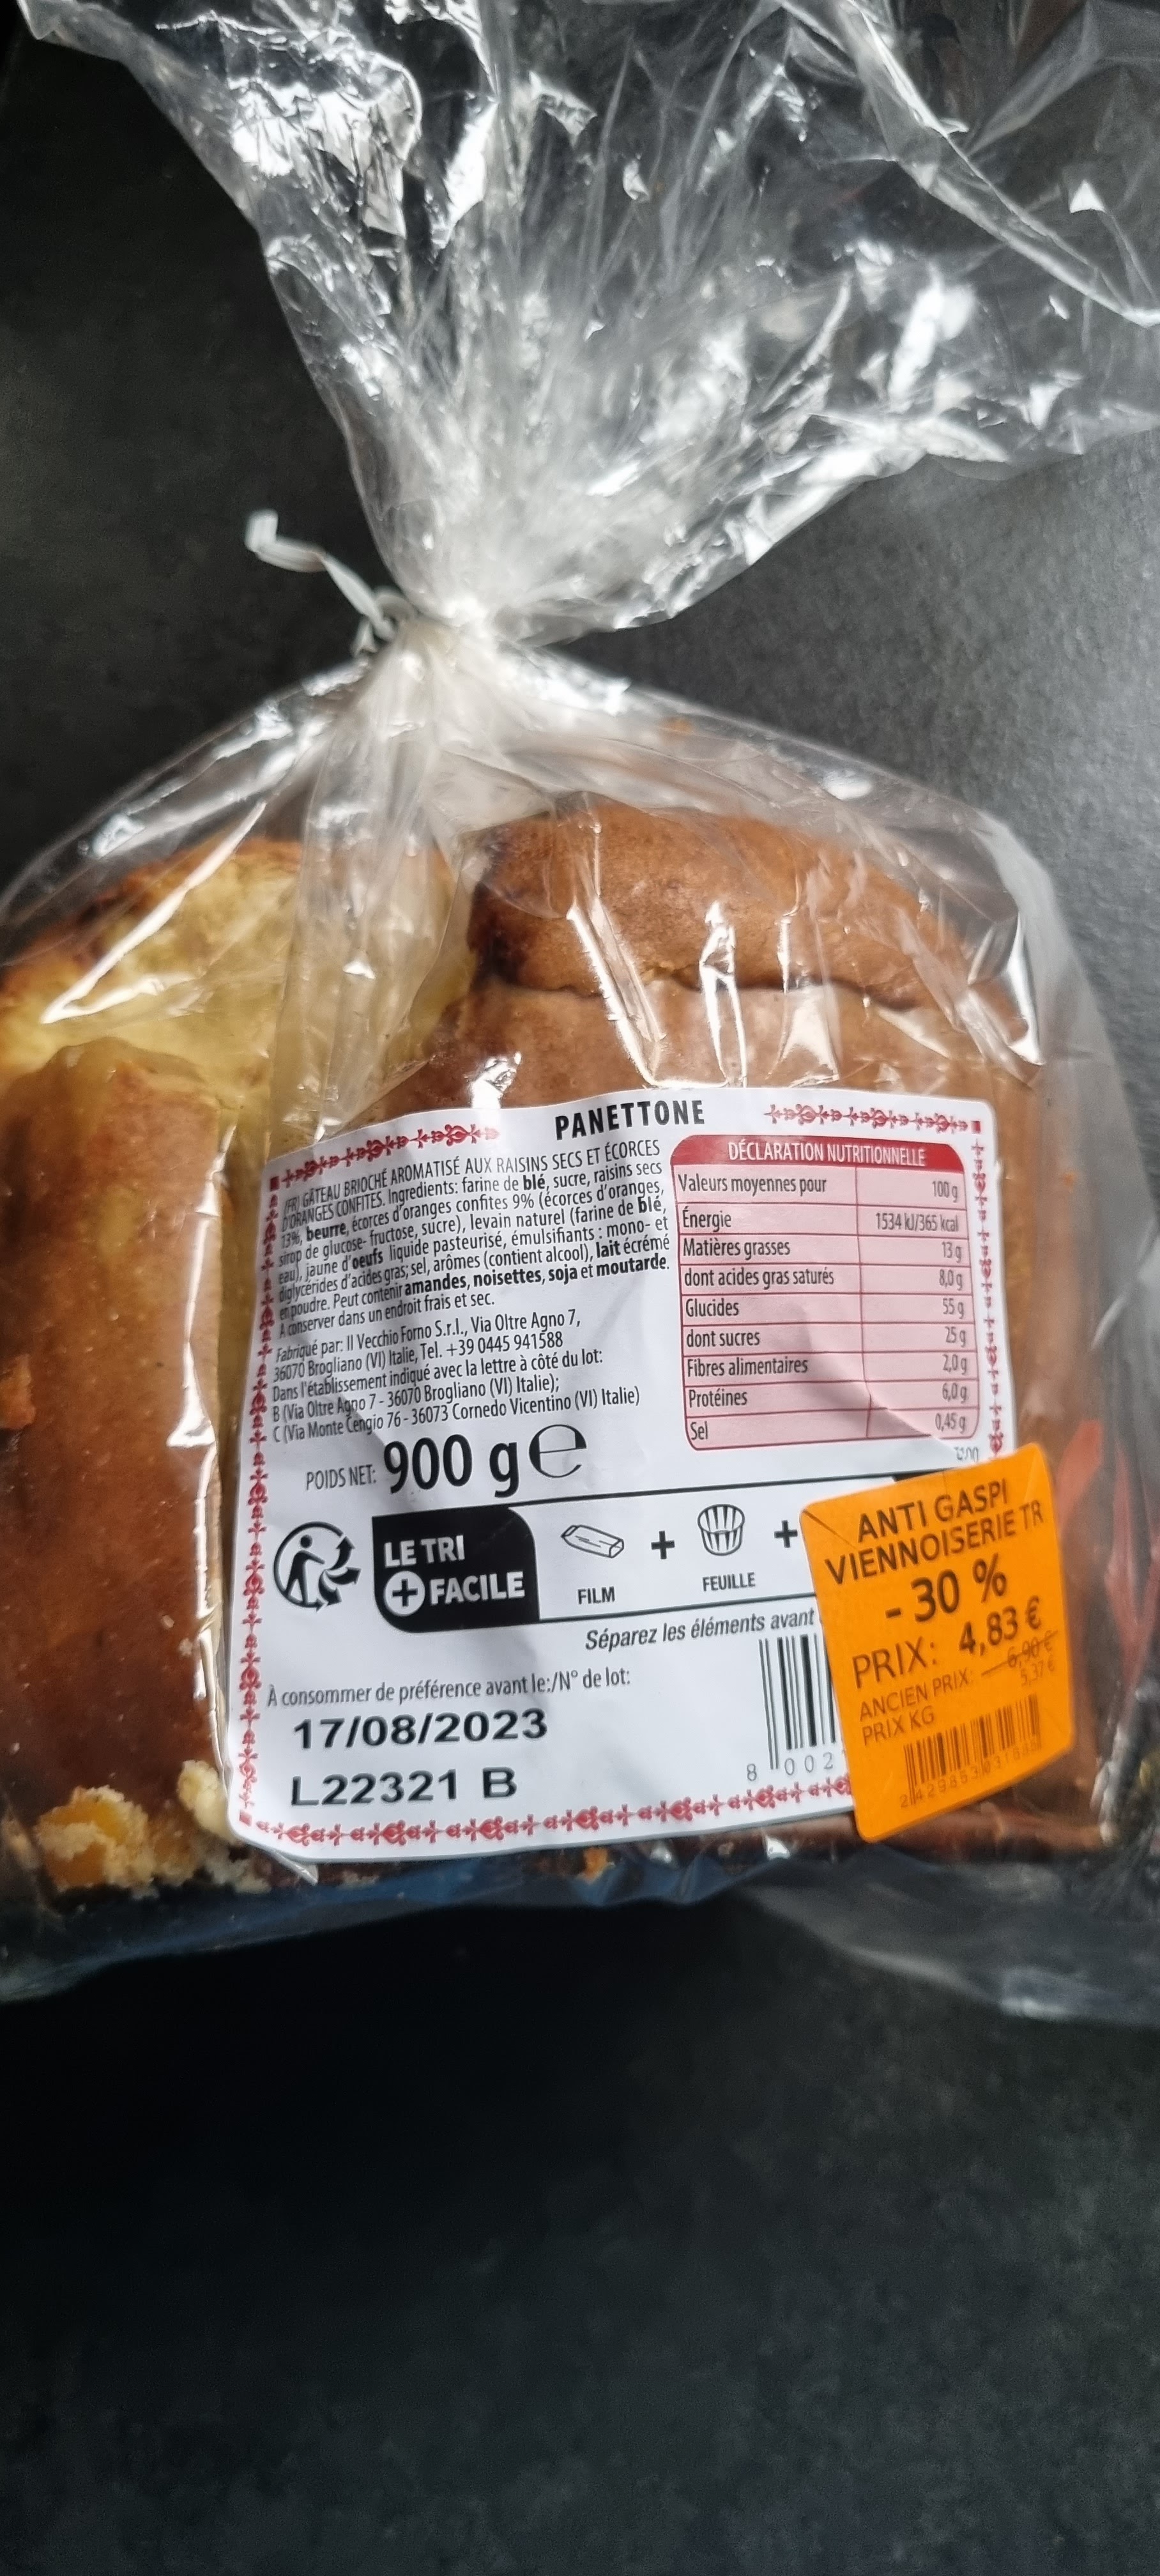 PANETTONE
(FR) GÂTEAU BRIOCHÉ AROMATISÉ AUX RAISINS SECS ET ÉCORCES
D'ORANGES CONFITES. Ingredients: farine de blé, sucre, raisins secs
13%, beurre, écorces d'oranges confites 9% (écorces d'oranges,
sirop de glucose- fructose, sucre), levain naturel (farine de blé,
eau), jaune d'oeufs liquide pasteurisé, émulsifiants : mono- et
diglycérides d'acides gras; sel, arômes (contient alcool), lait écrémé
en poudre. Peut contenir amandes, noisettes, soja et moutarde.
A conserver dans un endroit frais et sec.
Fabriqué par: Il Vecchio Forno S.r.l., Via Oltre Agno 7,
36070 Brogliano (VI) Italie, Tel. +39 0445 941588
Dans l'établissement indiqué avec la lettre à côté du lot:
B (Via Oltre Agno 7 - 36070 Brogliano (VI) Italie);
C (Via Monte Cengio 76 - 36073 Cornedo Vicentino (VI) Italie)
DÉCLARATION NUTRITIONNELLE
Valeurs moyennes pour 100 g
Énergie 1534 kJ/365 kcal
Matières grasses 13 g
dont acides gras saturés 8,0 g
Glucides 55 g
dont sucres 25 g
Fibres alimentaires 2,0 g
Protéines 6,0 g
Sel 0,45 g
POIDS NET: 900 g e
LE TRI
+ FACILE
FILM + FEUILLE +
Séparez les éléments avant
À consommer de préférence avant le:/N° de lot:
17/08/2023
L22321 B
8 002
ANTI GASPI
VIENNOISERIE TR
- 30 %
PRIX: 4,83 €
ANCIEN PRIX: 6,90 €
PRIX KG 5,37 €